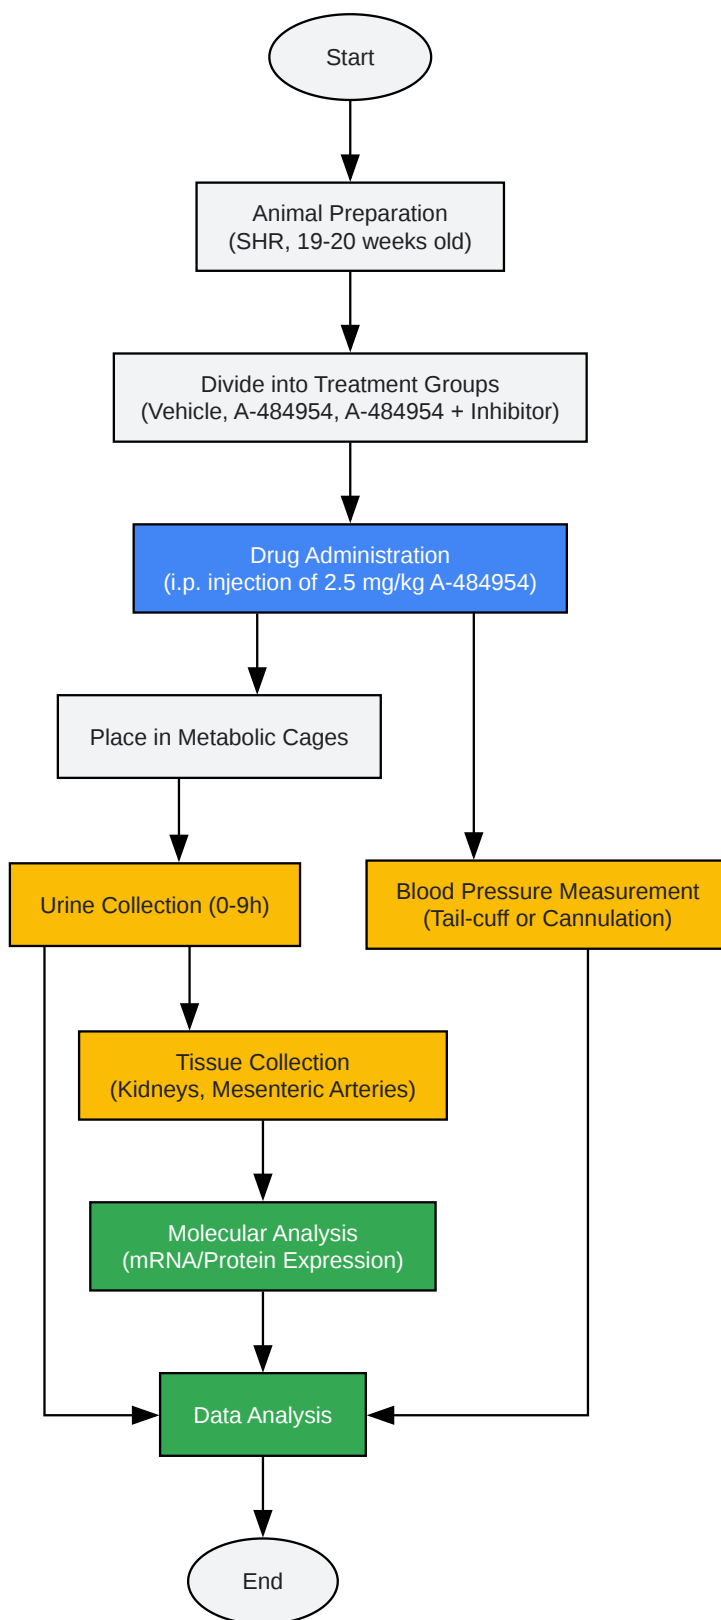 Start
Animal Preparation
(SHR, 19-20 weeks old)
Divide into Treatment Groups
(Vehicle, A-484954, A-484954 + Inhibitor)
Drug Administration
(i.p. injection of 2.5 mg/kg A-484954)
Place in Metabolic Cages
Urine Collection (0-9h)
Blood Pressure Measurement
(Tail-cuff or Cannulation)
Tissue Collection
(Kidneys, Mesenteric Arteries)
Molecular Analysis
(mRNA/Protein Expression)
Data Analysis
End